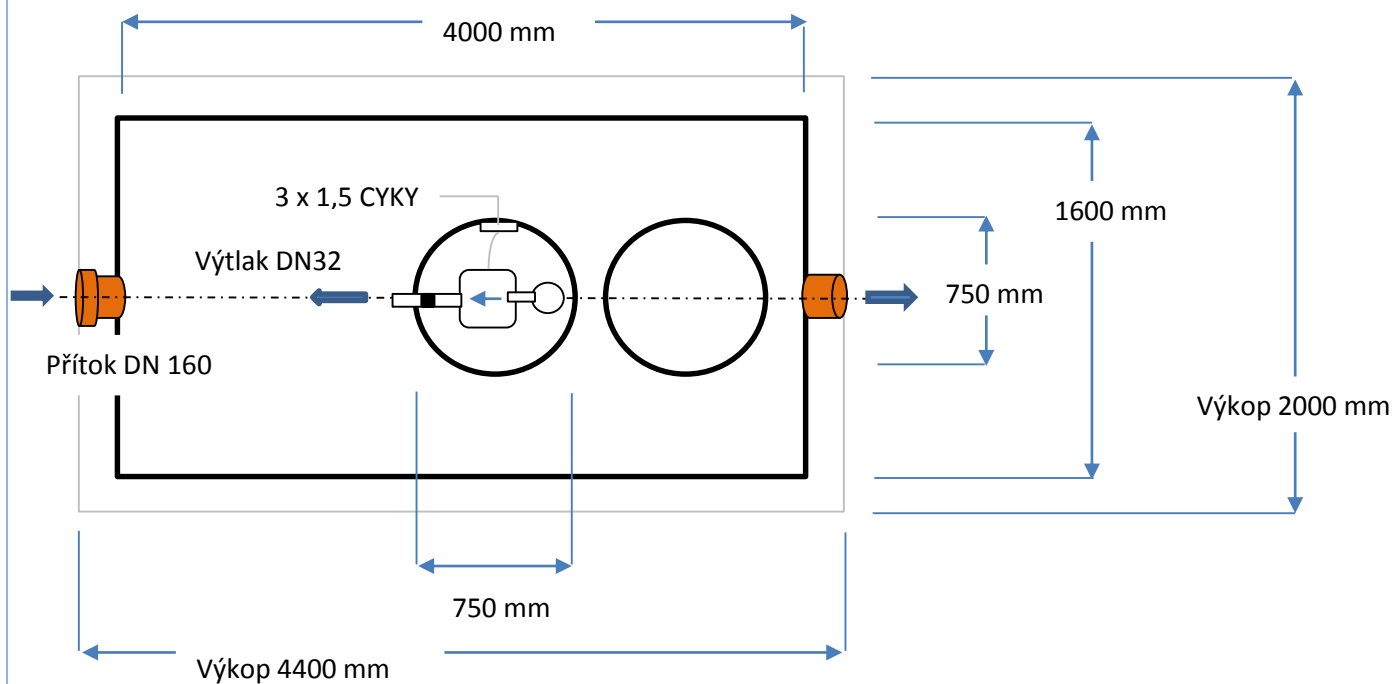 4000 mm
3 x 1,5 CYKY
1600 mm
Výtlak DN32
750 mm
Přítok DN 160
Výkop 2000 mm
750 mm
Výkop 4400 mm